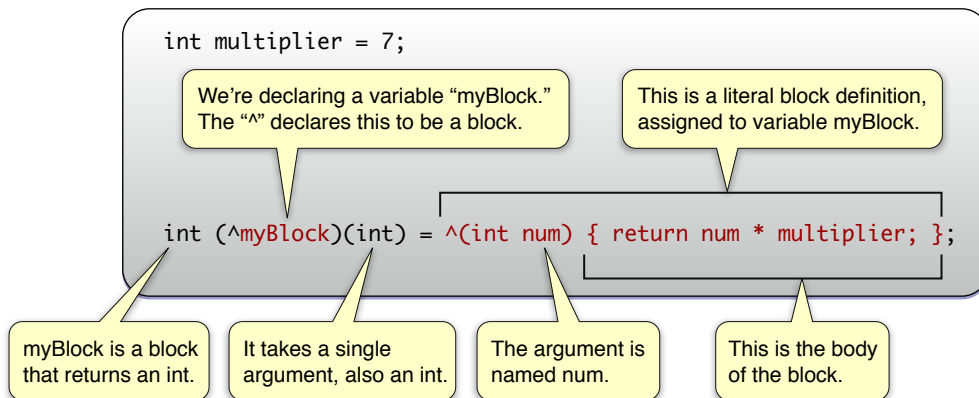 int multiplier = 7;
We’re declaring a variable “myBlock.”
The “^” declares this to be a block.
This is a literal block definition,
assigned to variable myBlock.
int (^myBlock)(int) = ^(int num) { return num * multiplier; };
myBlock is a block
that returns an int.
It takes a single
argument, also an int.
The argument is
named num.
This is the body
of the block.